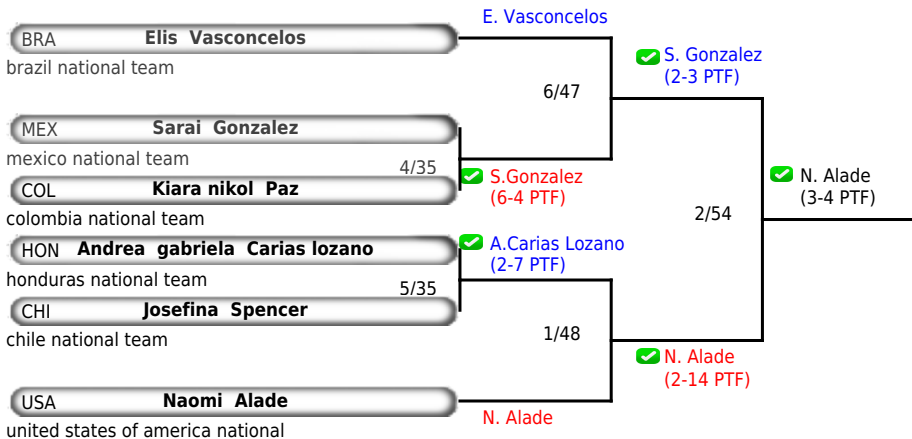 E. Vasconcelos
BRA Elis Vasconcelos
brazil national team
S. Gonzalez
(2-3 PTF)
6/47
MEX Sarai Gonzalez
mexico national team
4/35
COL Kiara nikol Paz
colombia national team
S.Gonzalez
(6-4 PTF)
N. Alade
(3-4 PTF)
2/54
HON Andrea gabriela Carias lozano
honduras national team
A.Carias Lozano
(2-7 PTF)
5/35
CHI Josefina Spencer
chile national team
1/48
N. Alade
(2-14 PTF)
USA Naomi Alade
united states of america national
N. Alade